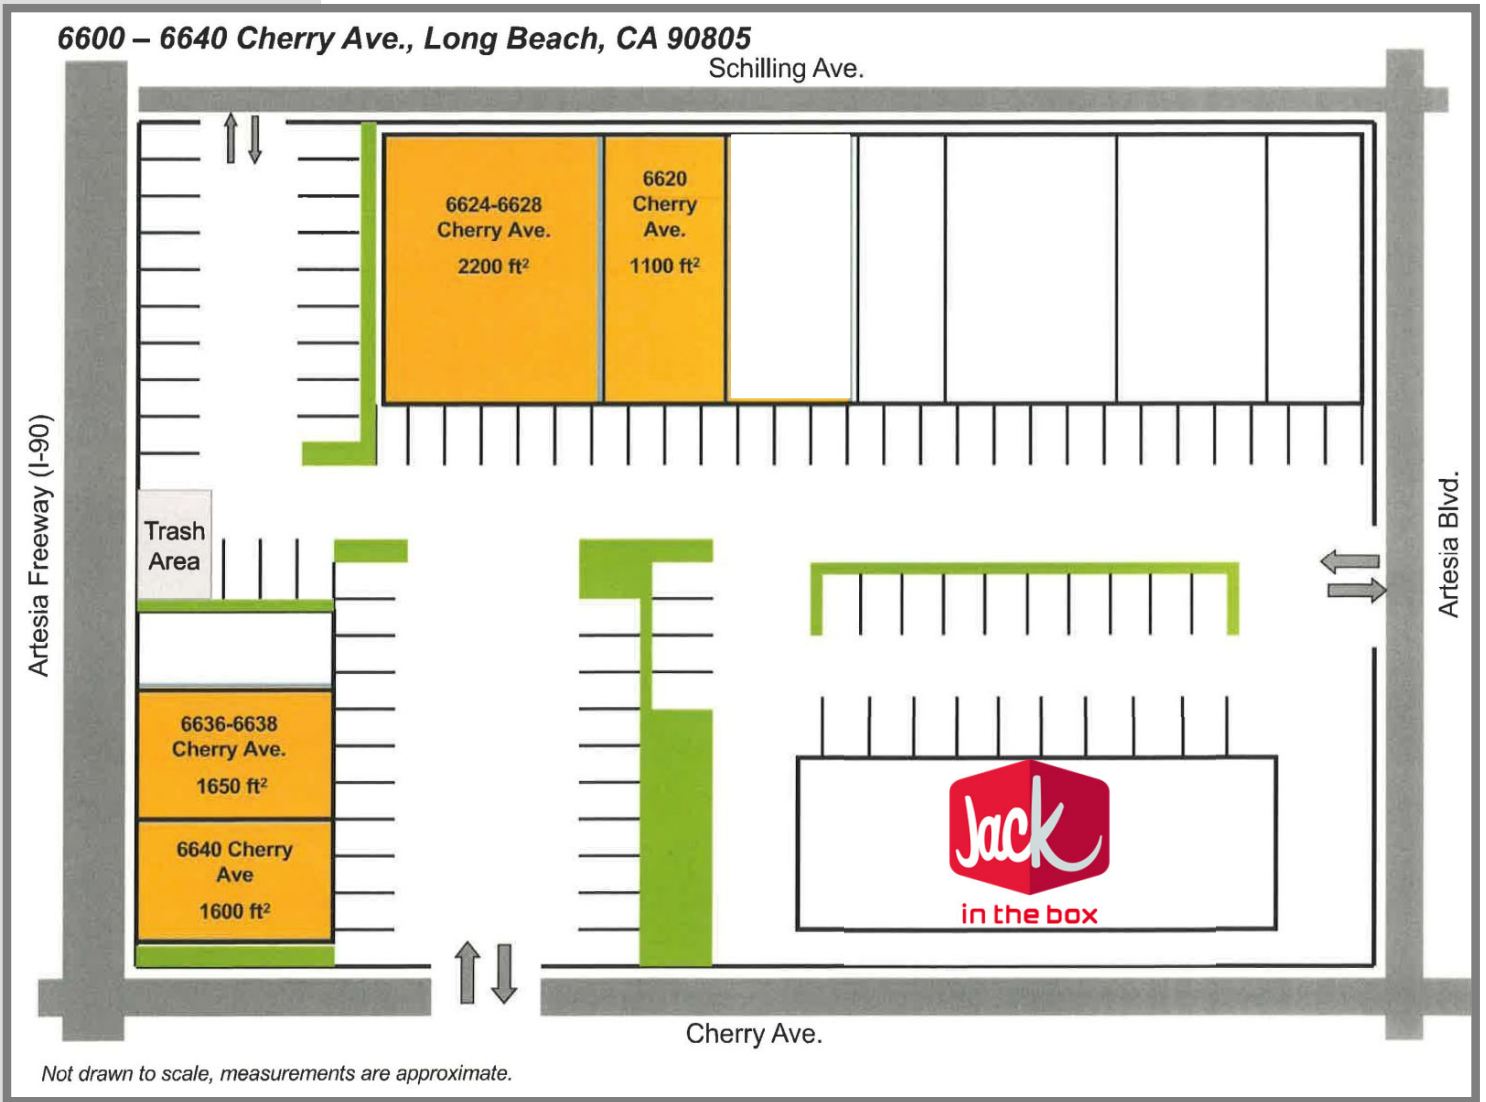 6600 – 6640 Cherry Ave., Long Beach, CA 90805
Schilling Ave.
6624-6628
Cherry Ave.
2200 ft²
6620
Cherry
Ave.
1100 ft²
Artesia Freeway (I-90)
Trash
Area
Artesia Blvd.
6636-6638
Cherry Ave.
1650 ft²
6640 Cherry
Ave
1600 ft²
Jack
in the box
Cherry Ave.
Not drawn to scale, measurements are approximate.